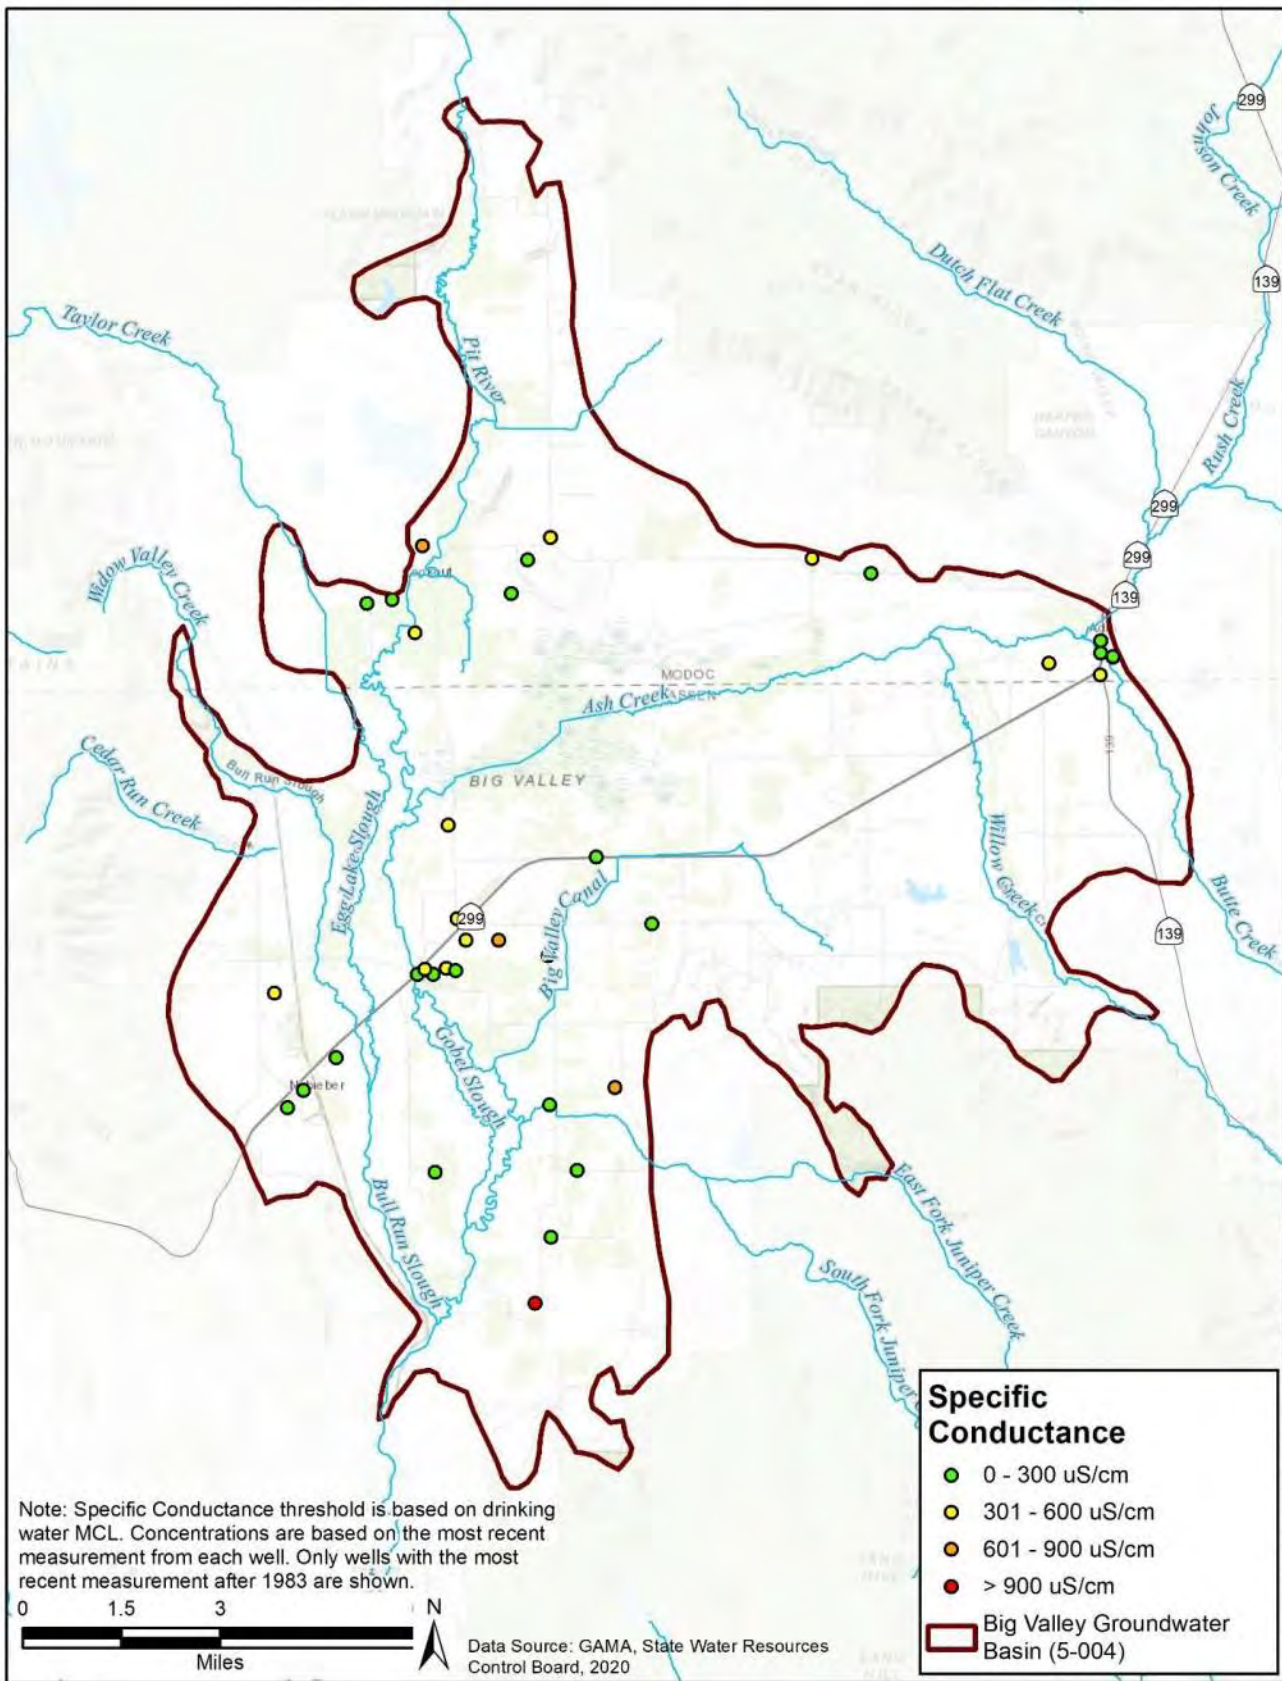 299
Johnson Creek
Dutch Flat Creek
139
Taylor Creek
Pit River
Rush Creek
299
299
Widow Valley Creek
139
MODOC
LASSEN
Ash Creek
139
BIG VALLEY
Cedar Run Creek
Bull Run Slough
Egg Lake Slough
Willow Creek
Butte Creek
299
Big Valley Canal
139
Gobel Slough
Nubieber
Bull Run Slough
East Fork Juniper Creek
South Fork Juniper
Specific
Conductance
0 - 300 uS/cm
301 - 600 uS/cm
601 - 900 uS/cm
> 900 uS/cm
Big Valley Groundwater
Basin (5-004)
Note: Specific Conductance threshold is based on drinking
water MCL. Concentrations are based on the most recent
measurement from each well. Only wells with the most
recent measurement after 1983 are shown.
0 1.5 3
Miles
N
Data Source: GAMA, State Water Resources
Control Board, 2020